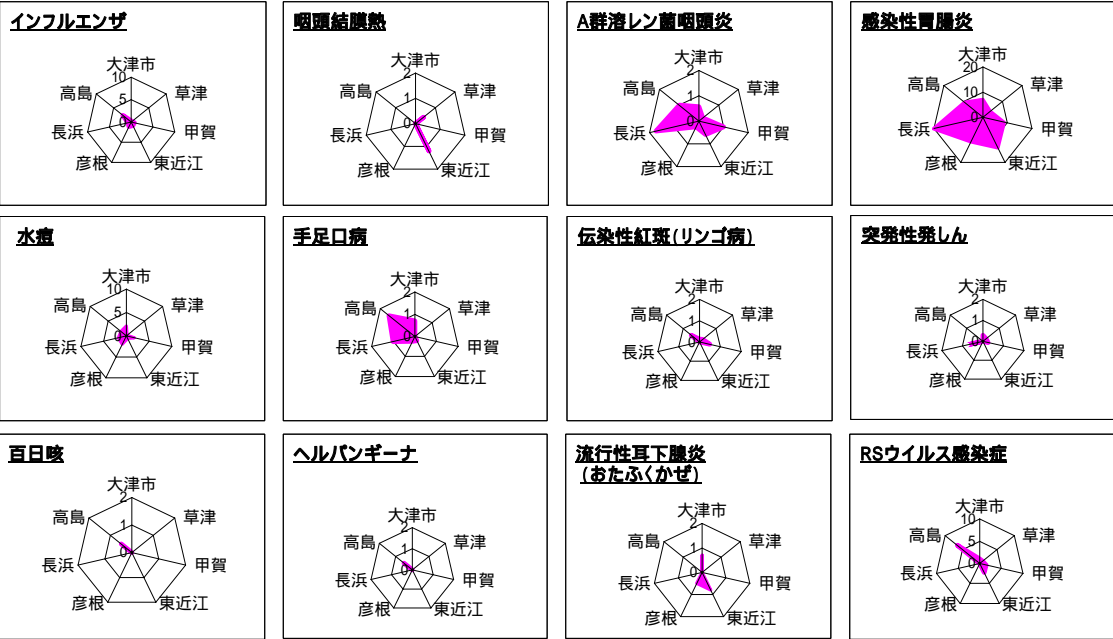 インフルエンザ
大津市
10
5
0
草津
甲賀
東近江
彦根
長浜
高島
咽頭結膜熱
大津市
2
1
0
草津
甲賀
東近江
彦根
長浜
高島
A群溶レン菌咽頭炎
大津市
2
1
0
草津
甲賀
東近江
彦根
長浜
高島
感染性胃腸炎
大津市
20
10
0
草津
甲賀
東近江
彦根
長浜
高島
水痘
大津市
10
5
0
草津
甲賀
東近江
彦根
長浜
高島
手足口病
大津市
2
1
0
草津
甲賀
東近江
彦根
長浜
高島
伝染性紅斑(リンゴ病)
大津市
2
1
0
草津
甲賀
東近江
彦根
長浜
高島
突発性発しん
大津市
2
1
0
草津
甲賀
東近江
彦根
長浜
高島
百日咳
大津市
2
1
0
草津
甲賀
東近江
彦根
長浜
高島
ヘルパンギーナ
大津市
2
1
0
草津
甲賀
東近江
彦根
長浜
高島
流行性耳下腺炎
(おたふくかぜ)
大津市
2
1
0
草津
甲賀
東近江
彦根
長浜
高島
RSウイルス感染症
大津市
10
5
0
草津
甲賀
東近江
彦根
長浜
高島